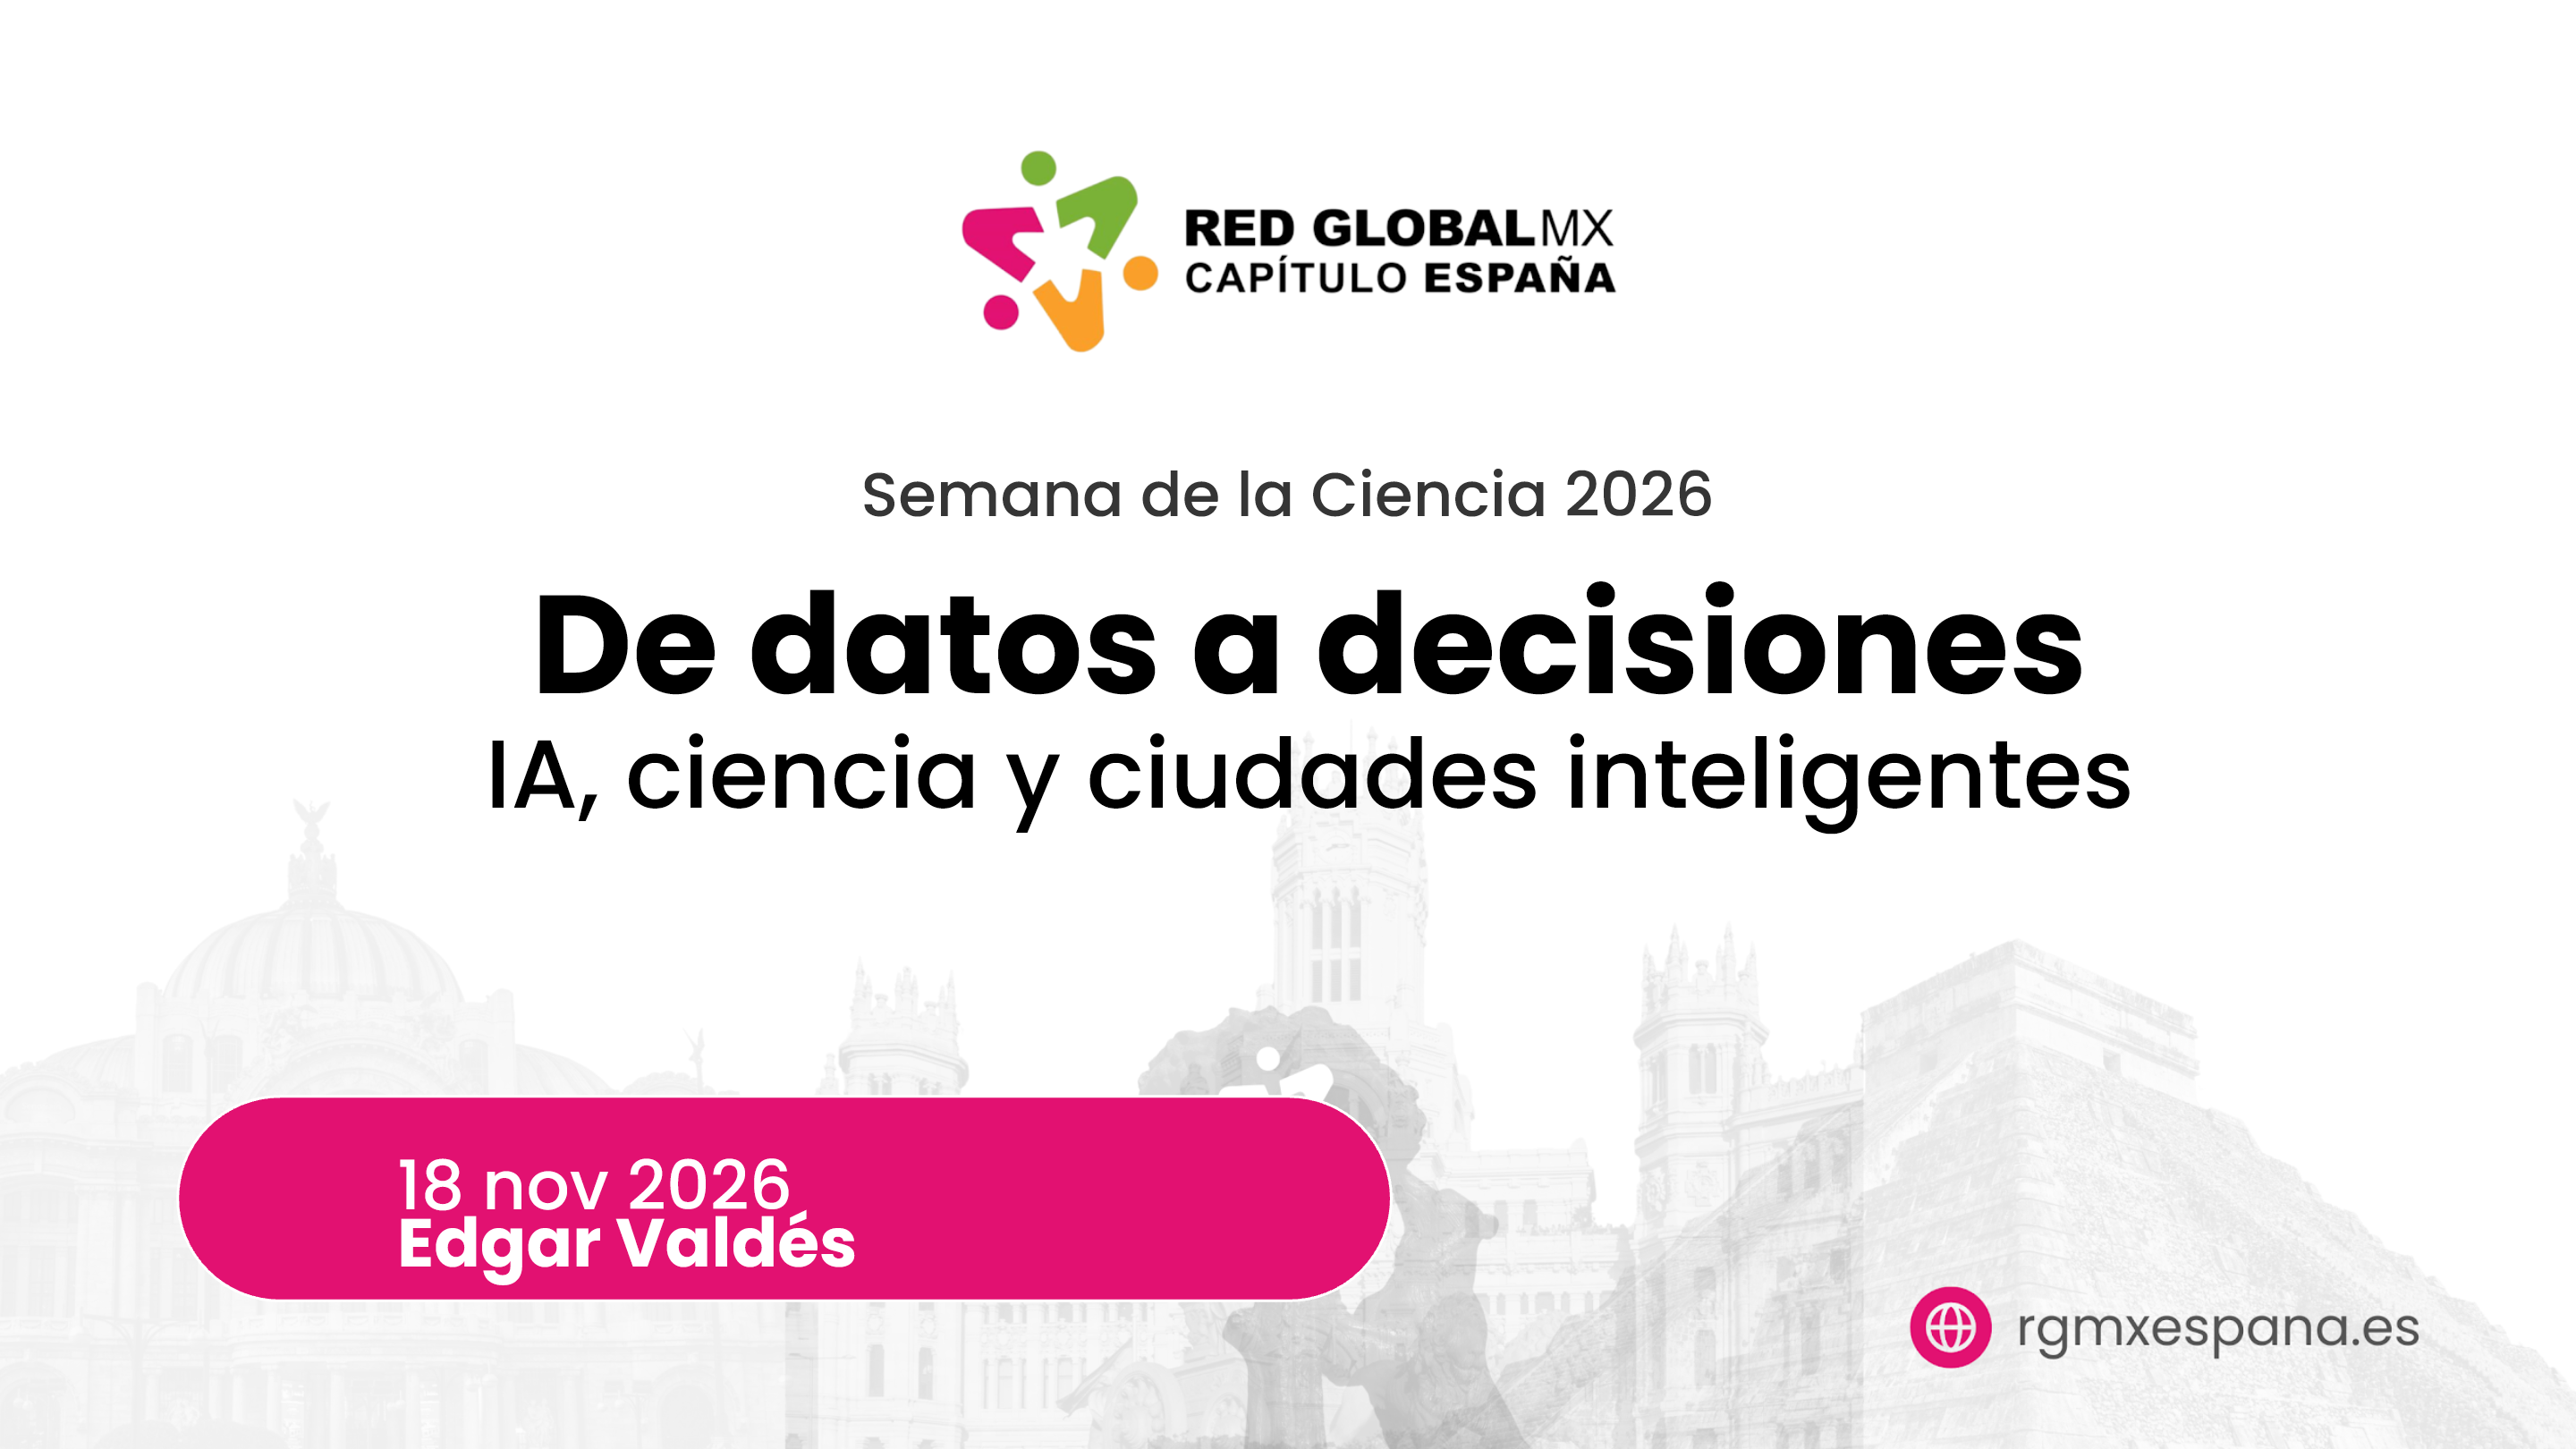 RED GLOBALMX
CAPÍTULO ESPAÑA
Semana de la Ciencia 2026
De datos a decisiones
IA, ciencia y ciudades inteligentes
18 nov 2026
Edgar Valdés
rgmxespana.es